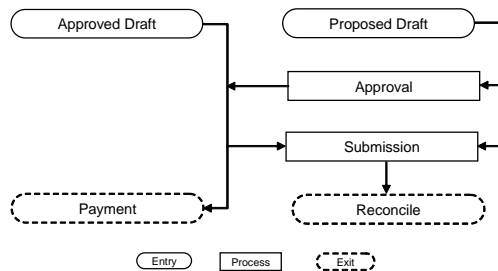 Approved Draft
Proposed Draft
Approval
Submission
Payment
Reconcile
Entry
Process
Exit